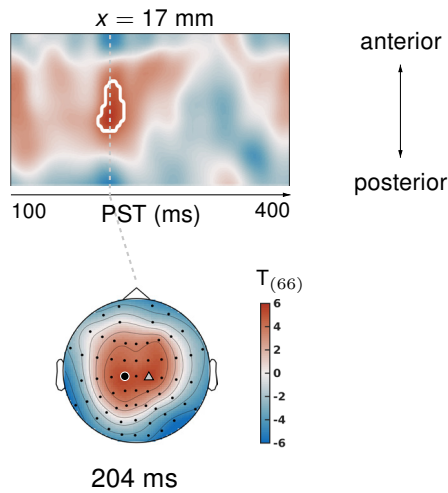 x = 17 mm
anterior
posterior
100 PST (ms) 400
T(66)
6
4
2
0
-2
-4
-6
204 ms